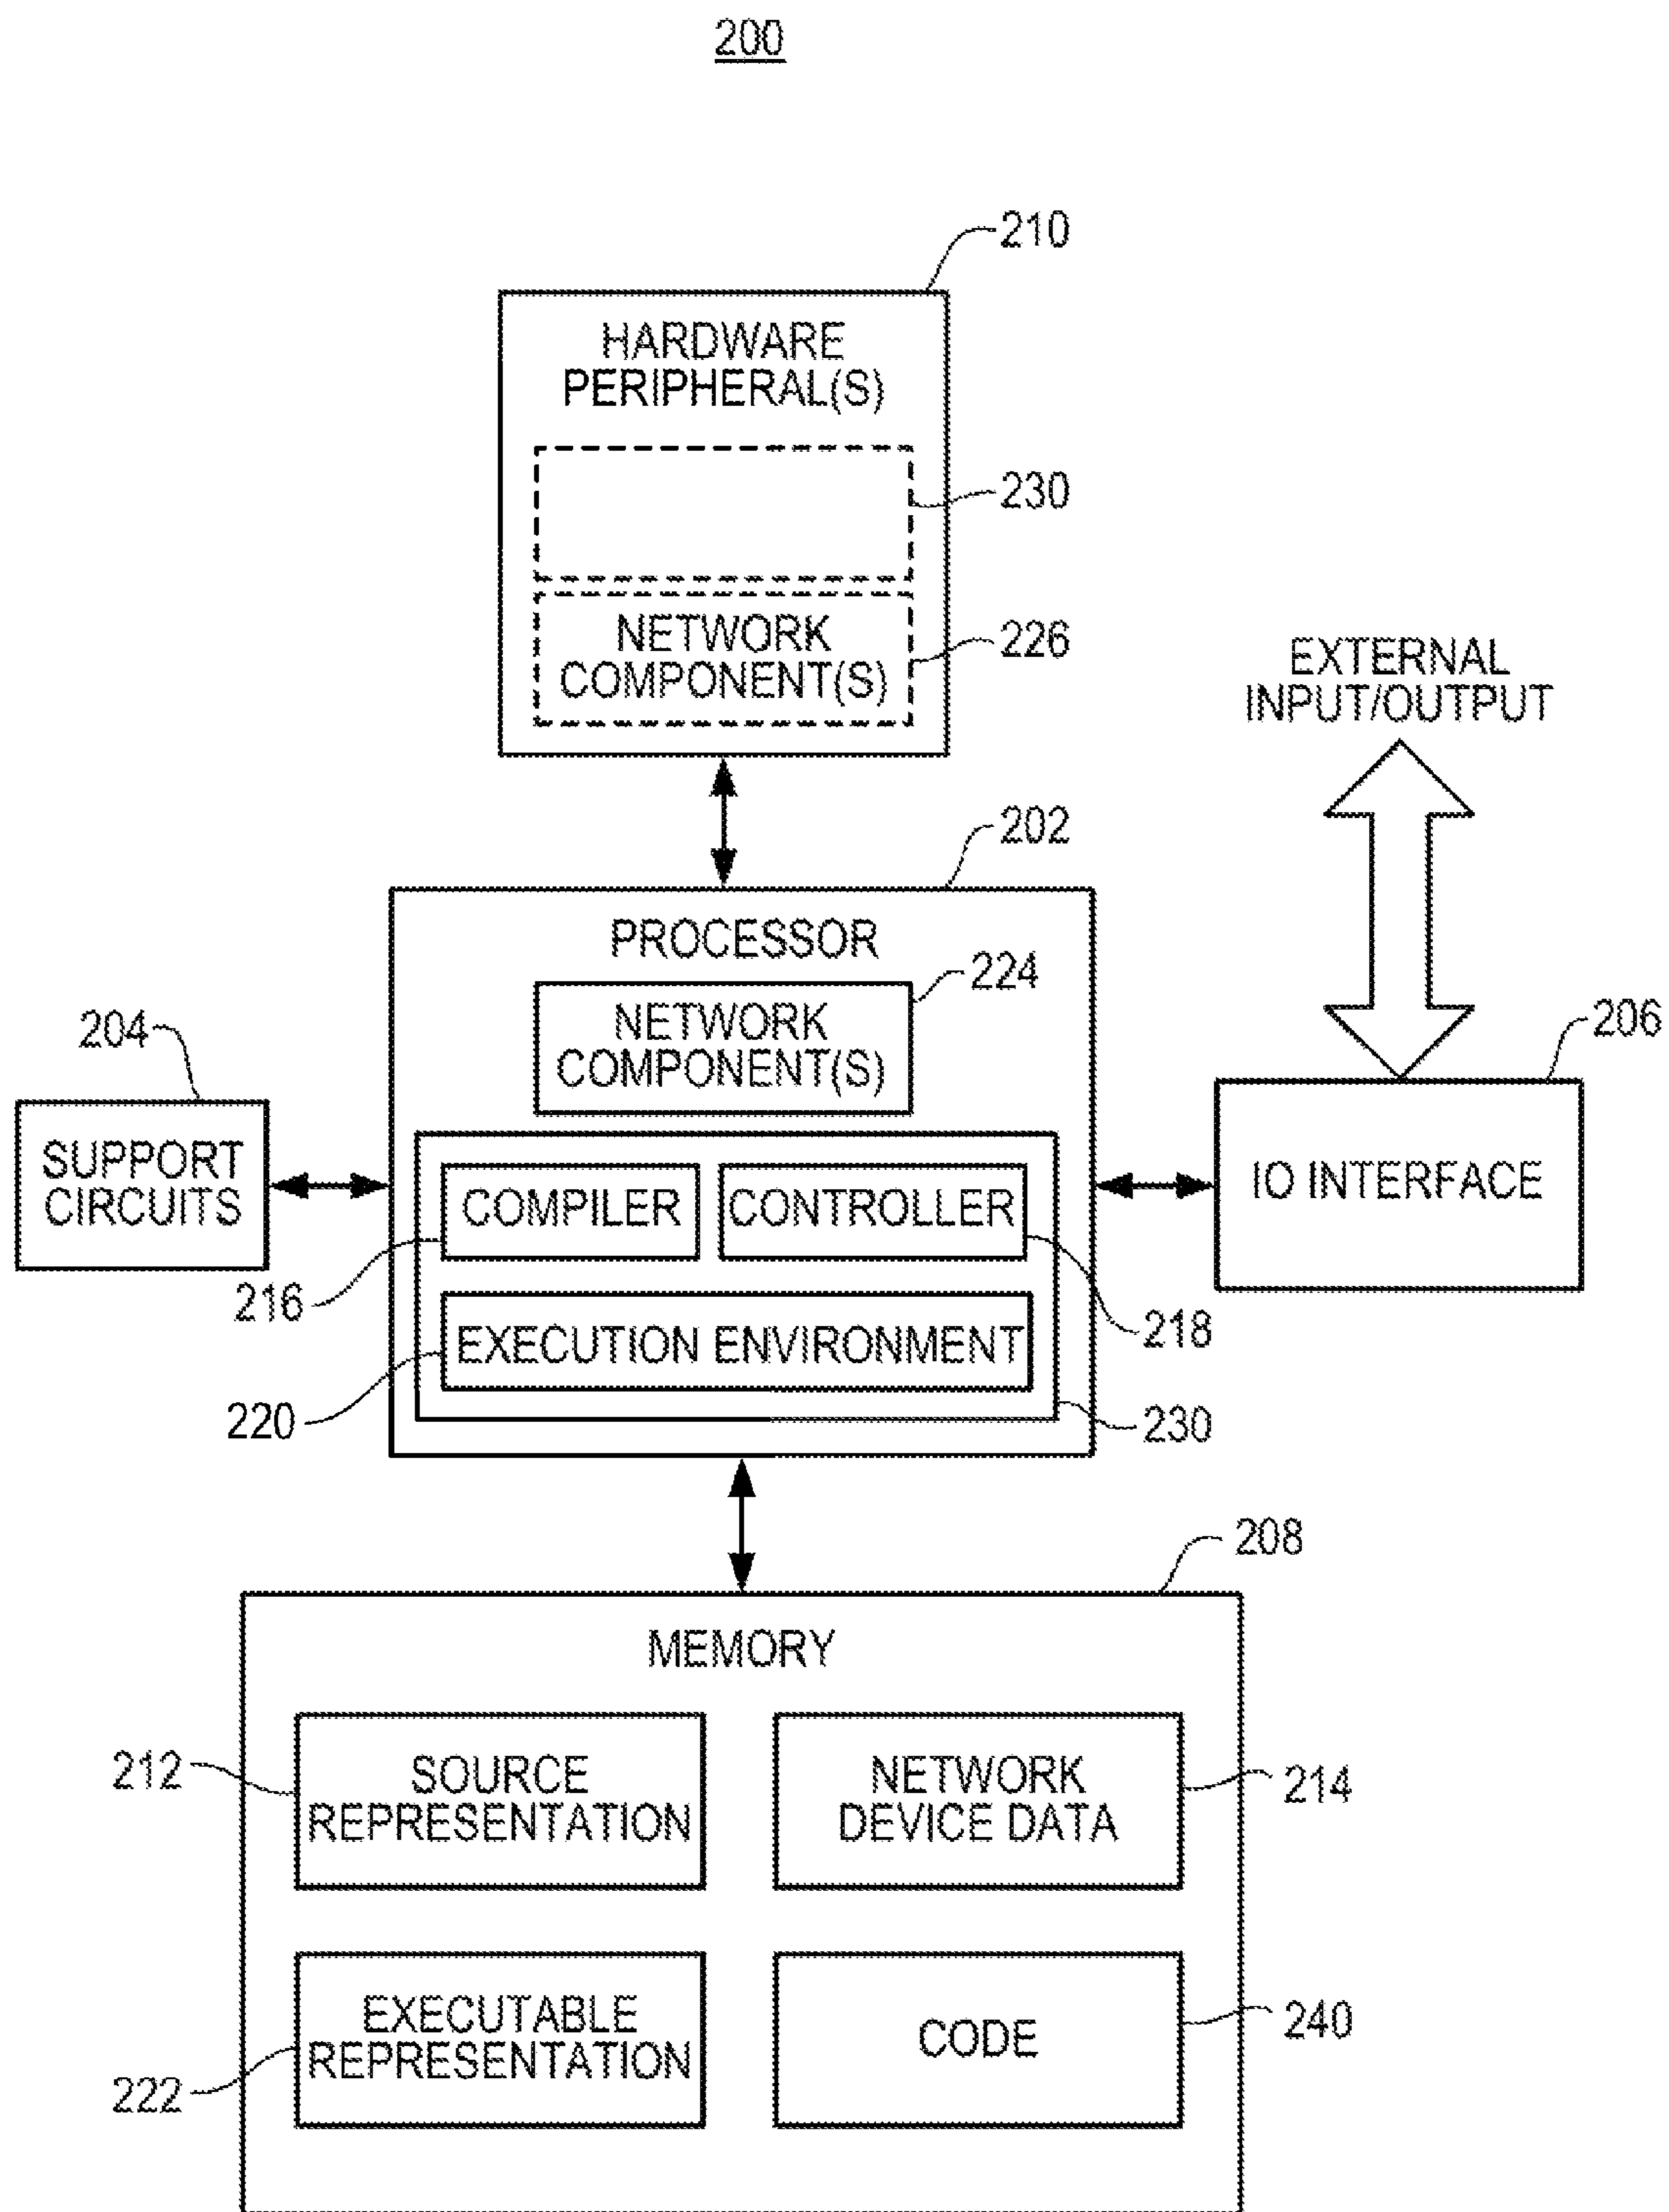 200
210
HARDWARE
PERIPHERAL(S)
230
NETWORK
COMPONENT(S)
226
EXTERNAL
INPUT/OUTPUT
202
PROCESSOR
224
NETWORK
COMPONENT(S)
204
206
SUPPORT
CIRCUITS
COMPILER
CONTROLLER
IO INTERFACE
216
218
EXECUTION ENVIRONMENT
220
230
208
MEMORY
212
SOURCE
REPRESENTATION
NETWORK
DEVICE DATA
214
EXECUTABLE
REPRESENTATION
222
CODE
240